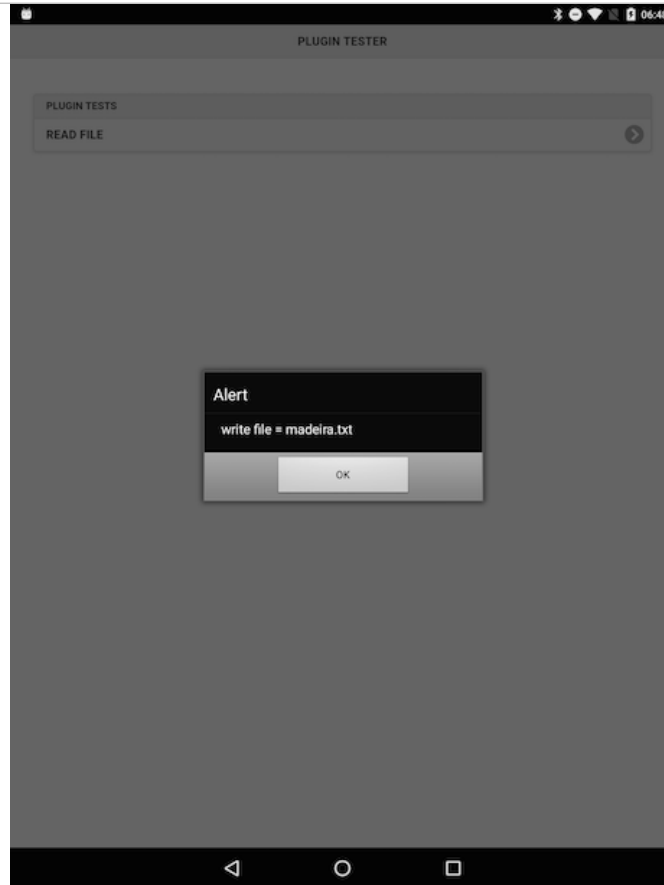 06:48
PLUGIN TESTER
PLUGIN TESTS
READ FILE
Alert
write file = madeira.txt
OK